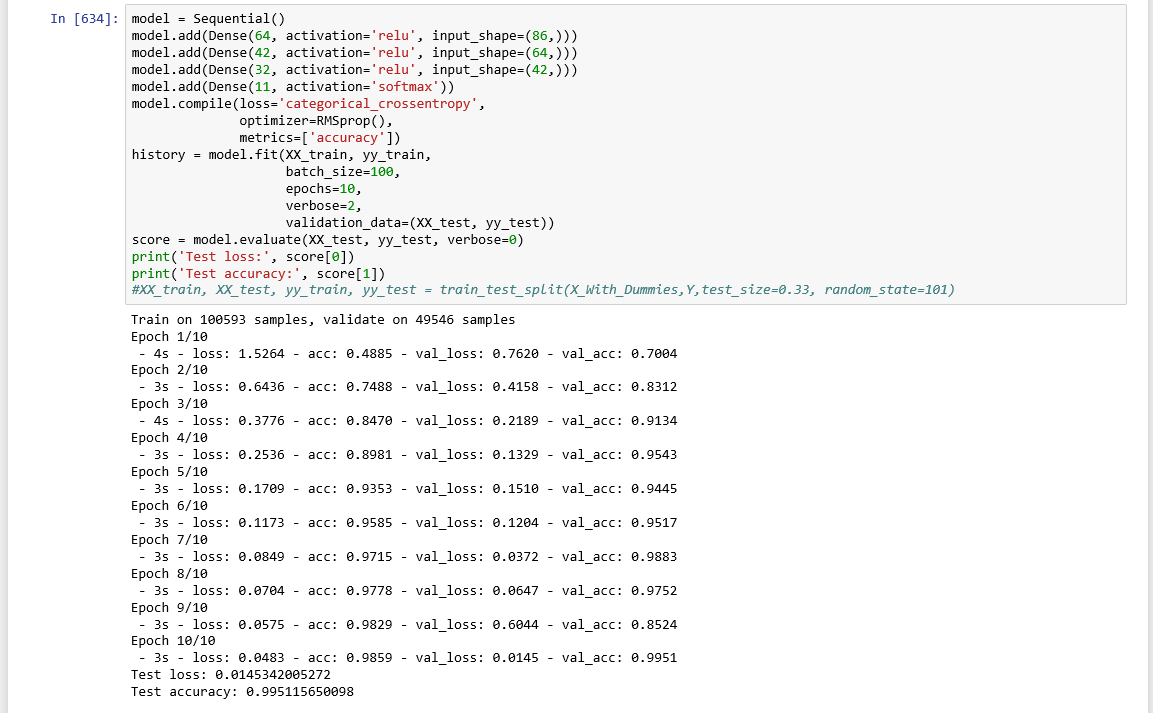 In [634]: model = Sequential()
model.add(Dense(64, activation='relu', input_shape=(86,)))
model.add(Dense(42, activation='relu', input_shape=(64,)))
model.add(Dense(32, activation='relu', input_shape=(42,)))
model.add(Dense(11, activation='softmax'))
model.compile(loss='categorical_crossentropy',
              optimizer=RMSprop(),
              metrics=['accuracy'])
history = model.fit(XX_train, yy_train,
                    batch_size=100,
                    epochs=10,
                    verbose=2,
                    validation_data=(XX_test, yy_test))
score = model.evaluate(XX_test, yy_test, verbose=0)
print('Test loss:', score[0])
print('Test accuracy:', score[1])
#XX_train, XX_test, yy_train, yy_test = train_test_split(X_With_Dummies,Y,test_size=0.33, random_state=101)
Train on 100593 samples, validate on 49546 samples
Epoch 1/10
 - 4s - loss: 1.5264 - acc: 0.4885 - val_loss: 0.7620 - val_acc: 0.7004
Epoch 2/10
 - 3s - loss: 0.6436 - acc: 0.7488 - val_loss: 0.4158 - val_acc: 0.8312
Epoch 3/10
 - 4s - loss: 0.3776 - acc: 0.8470 - val_loss: 0.2189 - val_acc: 0.9134
Epoch 4/10
 - 3s - loss: 0.2536 - acc: 0.8981 - val_loss: 0.1329 - val_acc: 0.9543
Epoch 5/10
 - 3s - loss: 0.1709 - acc: 0.9353 - val_loss: 0.1510 - val_acc: 0.9445
Epoch 6/10
 - 3s - loss: 0.1173 - acc: 0.9585 - val_loss: 0.1204 - val_acc: 0.9517
Epoch 7/10
 - 3s - loss: 0.0849 - acc: 0.9715 - val_loss: 0.0372 - val_acc: 0.9883
Epoch 8/10
 - 3s - loss: 0.0704 - acc: 0.9778 - val_loss: 0.0647 - val_acc: 0.9752
Epoch 9/10
 - 3s - loss: 0.0575 - acc: 0.9829 - val_loss: 0.6044 - val_acc: 0.8524
Epoch 10/10
 - 3s - loss: 0.0483 - acc: 0.9859 - val_loss: 0.0145 - val_acc: 0.9951
Test loss: 0.0145342005272
Test accuracy: 0.995115650098